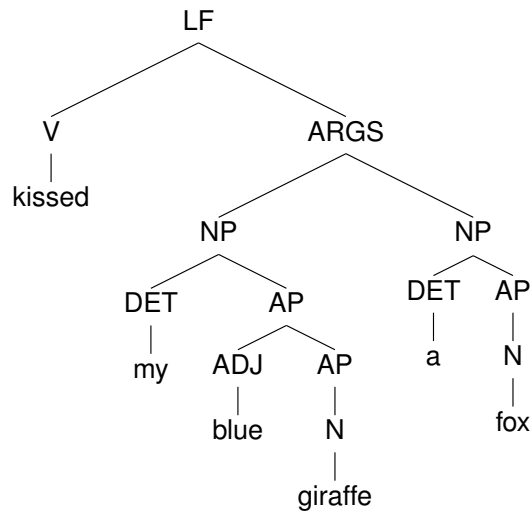 LF
V ARGS
kissed
NP NP
DET AP DET AP
my ADJ AP a N
blue N fox
giraffe